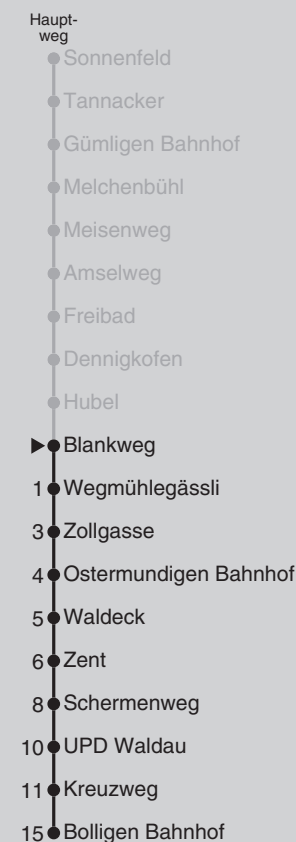 Haupt-
weg
Sonnenfeld
Tannacker
Gümligen Bahnhof
Melchenbühl
Meisenweg
Amselweg
Freibad
Dennigkofen
Hubel
Blankweg
1 Wegmühlegässli
3 Zollgasse
4 Ostermundigen Bahnhof
5 Waldeck
6 Zent
8 Schermenweg
10 UPD Waldau
11 Kreuzweg
15 Bolligen Bahnhof